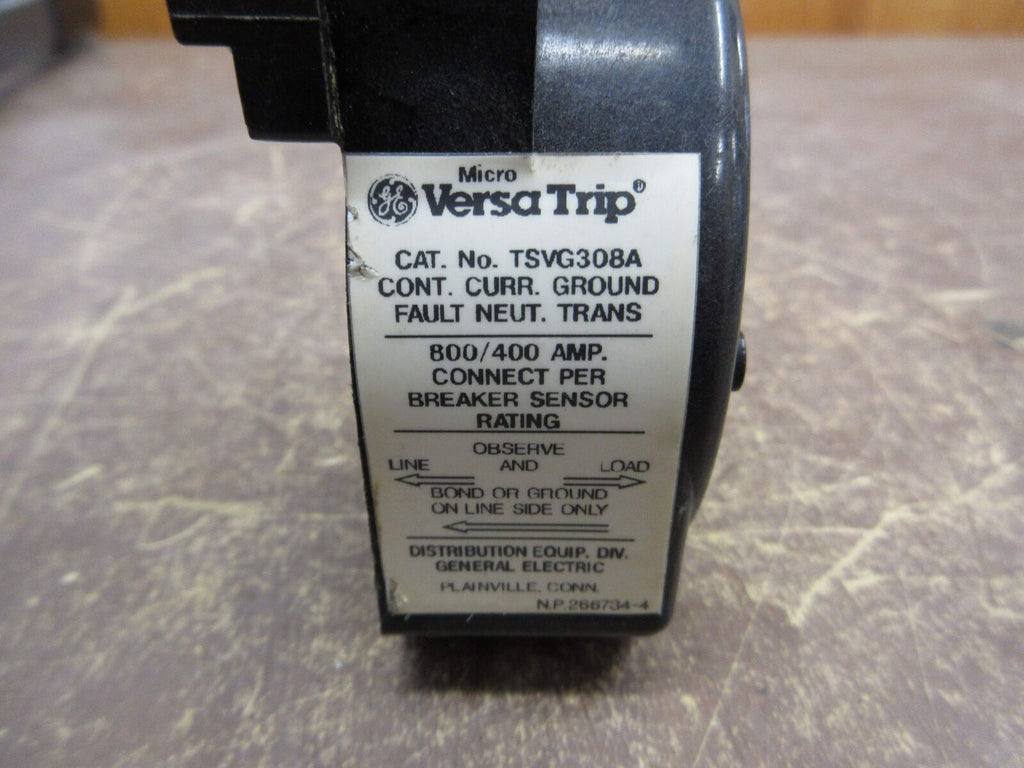 Micro
GE Versa Trip®
CAT. No. TSVG308A
CONT. CURR. GROUND
FAULT NEUT. TRANS
800/400 AMP.
CONNECT PER
BREAKER SENSOR
RATING
OBSERVE
LINE AND LOAD
BOND OR GROUND
ON LINE SIDE ONLY
DISTRIBUTION EQUIP. DIV.
GENERAL ELECTRIC
PLAINVILLE, CONN.
N.P. 266734-4